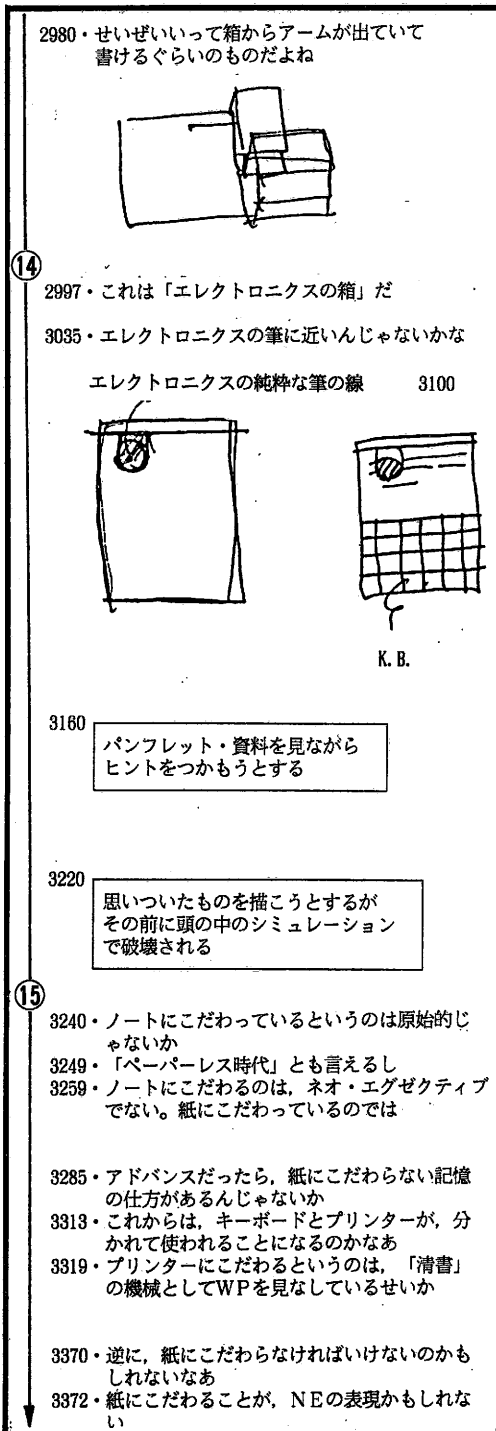 2980・せいぜいいって箱からアームが出ていて
書けるぐらいのものだよね
⑭
2997・これは「エレクトロニクスの箱」だ
3035・エレクトロニクスの筆に近いんじゃないかな
エレクトロニクスの純粋な筆の線 3100
K. B.
3160
パンフレット・資料を見ながら
ヒントをつかもうとする
3220
思いついたものを描こうとするが
その前に頭の中のシミュレーション
で破壊される
⑮
3240・ノートにこだわっているというのは原始的じ
ゃないか
3249・「ペーパーレス時代」とも言えるし
3259・ノートにこだわるのは，ネオ・エグゼクティブ
でない。紙にこだわっているのでは
3285・アドバンスだったら，紙にこだわらない記憶
の仕方があるんじゃないか
3313・これからは，キーボードとプリンターが，分
かれて使われることになるのかなあ
3319・プリンターにこだわるというのは，「清書」
の機械としてWPを見なしているせいか
3370・逆に，紙にこだわらなければいけないのかも
しれないなあ
3372・紙にこだわることが，NEの表現かもしれな
い